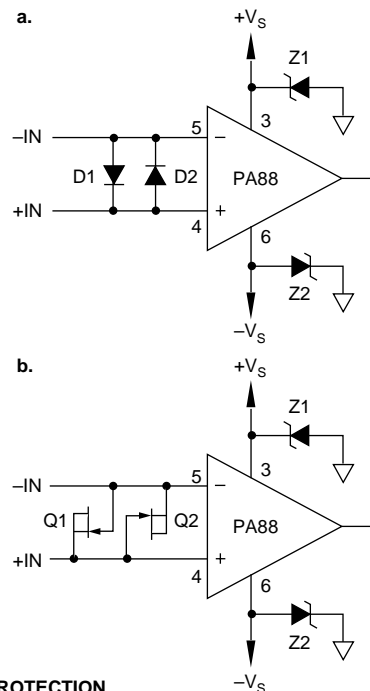 a.
+VS
Z1
3
–IN
5
–
D1
D2
PA88
+IN
+
4
6
Z2
–VS
b.
+VS
Z1
3
–IN
5
–
Q1
Q2
PA88
+IN
+
4
6
Z2
–VS